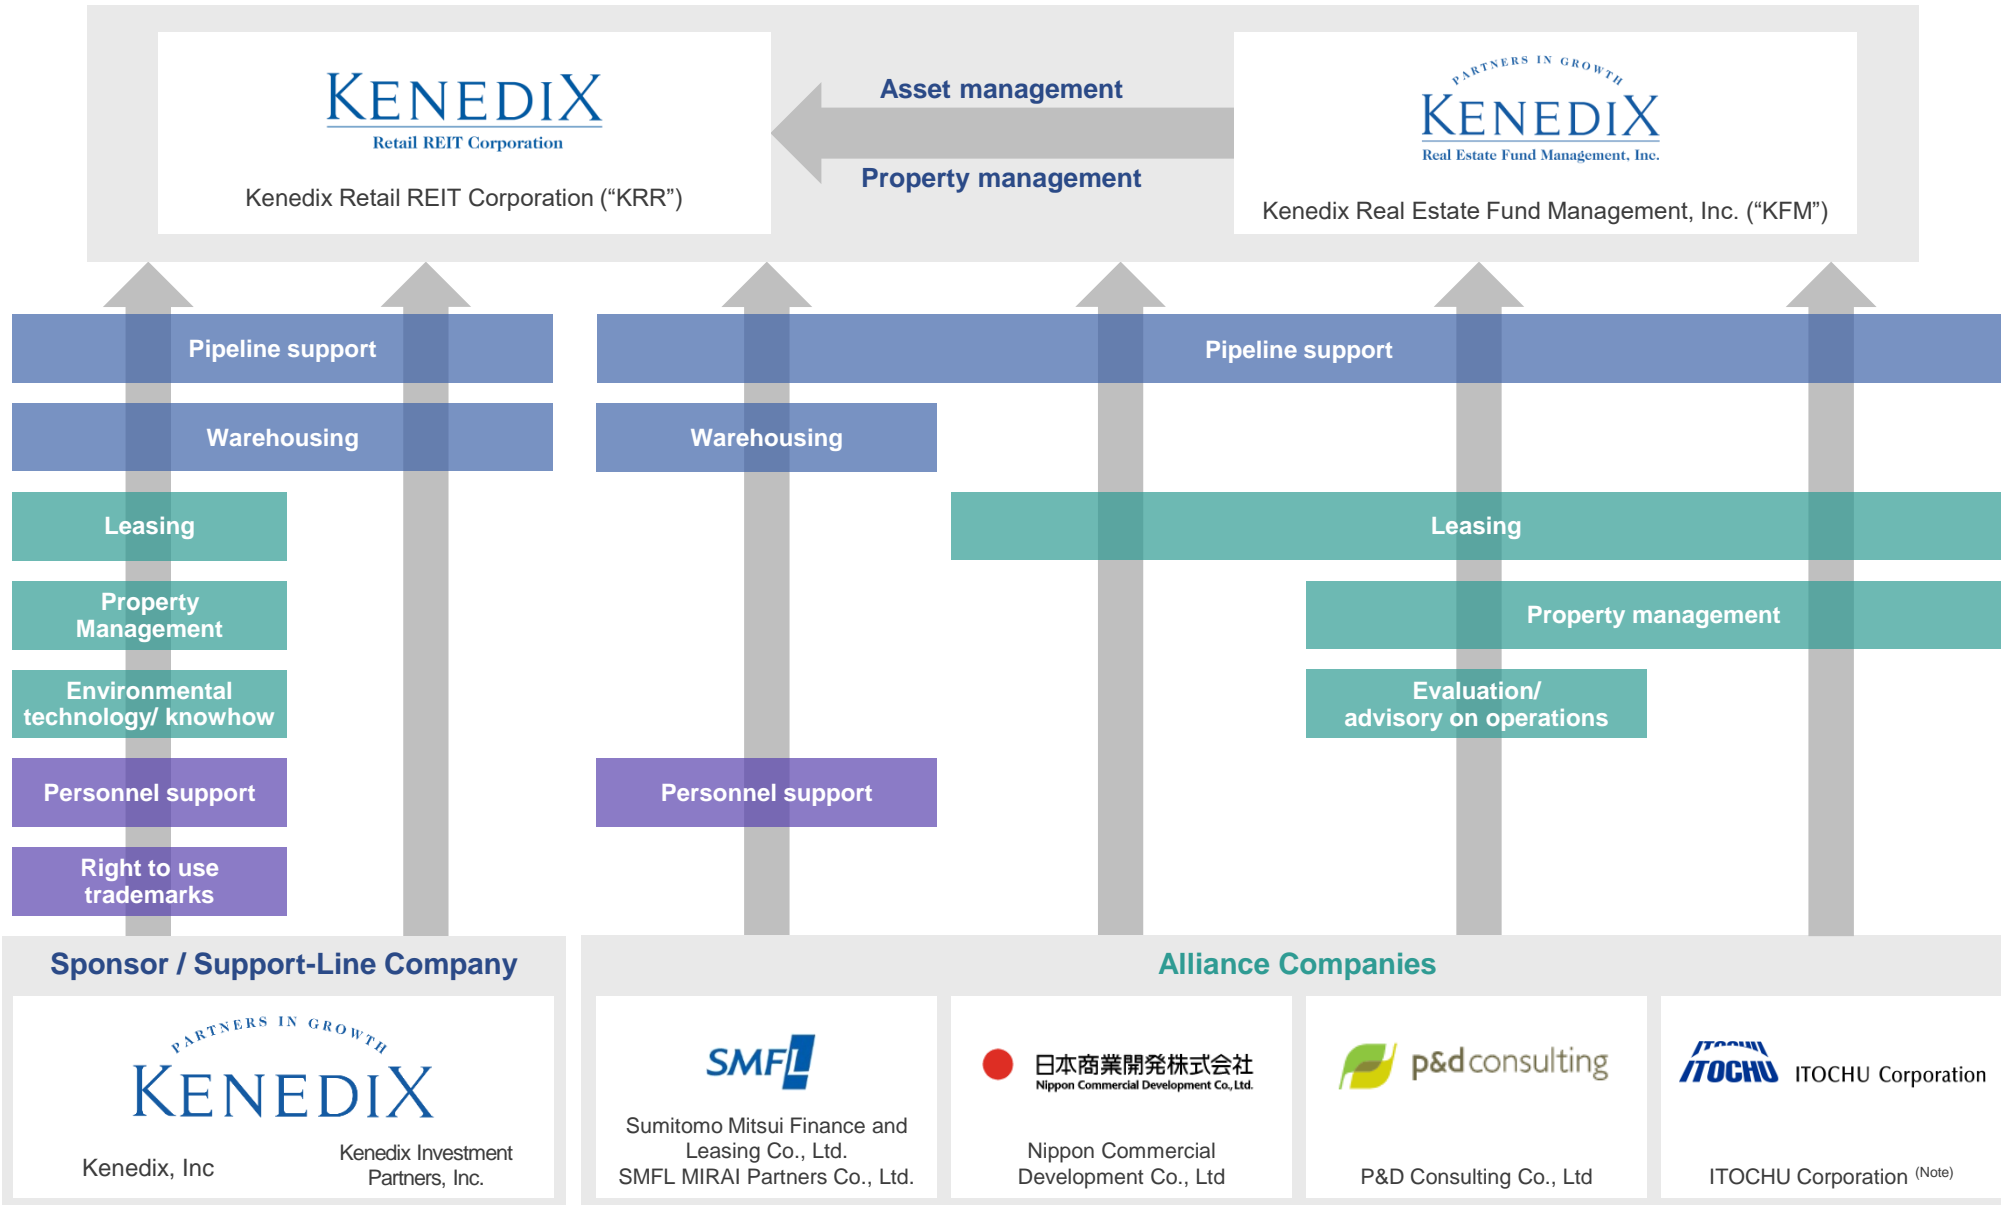 KENEDIX
Retail REIT Corporation
Kenedix Retail REIT Corporation (“KRR”)
Asset management
Property management
PARTNERS IN GROWTH
KENEDIX
Real Estate Fund Management, Inc.
Kenedix Real Estate Fund Management, Inc. (“KFM”)
Pipeline support
Pipeline support
Warehousing
Warehousing
Leasing
Leasing
Property
Management
Property management
Environmental
technology/ knowhow
Evaluation/
advisory on operations
Personnel support
Personnel support
Right to use
trademarks
Sponsor / Support-Line Company
PARTNERS IN GROWTH
KENEDIX
Kenedix, Inc
Kenedix Investment
Partners, Inc.
Alliance Companies
SMFL
Sumitomo Mitsui Finance and
Leasing Co., Ltd.
SMFL MIRAI Partners Co., Ltd.
日本商業開発株式会社
Nippon Commercial Development Co., Ltd.
Nippon Commercial
Development Co., Ltd
p&d consulting
P&D Consulting Co., Ltd
ITOCHU
ITOCHU
ITOCHU Corporation
ITOCHU Corporation (Note)